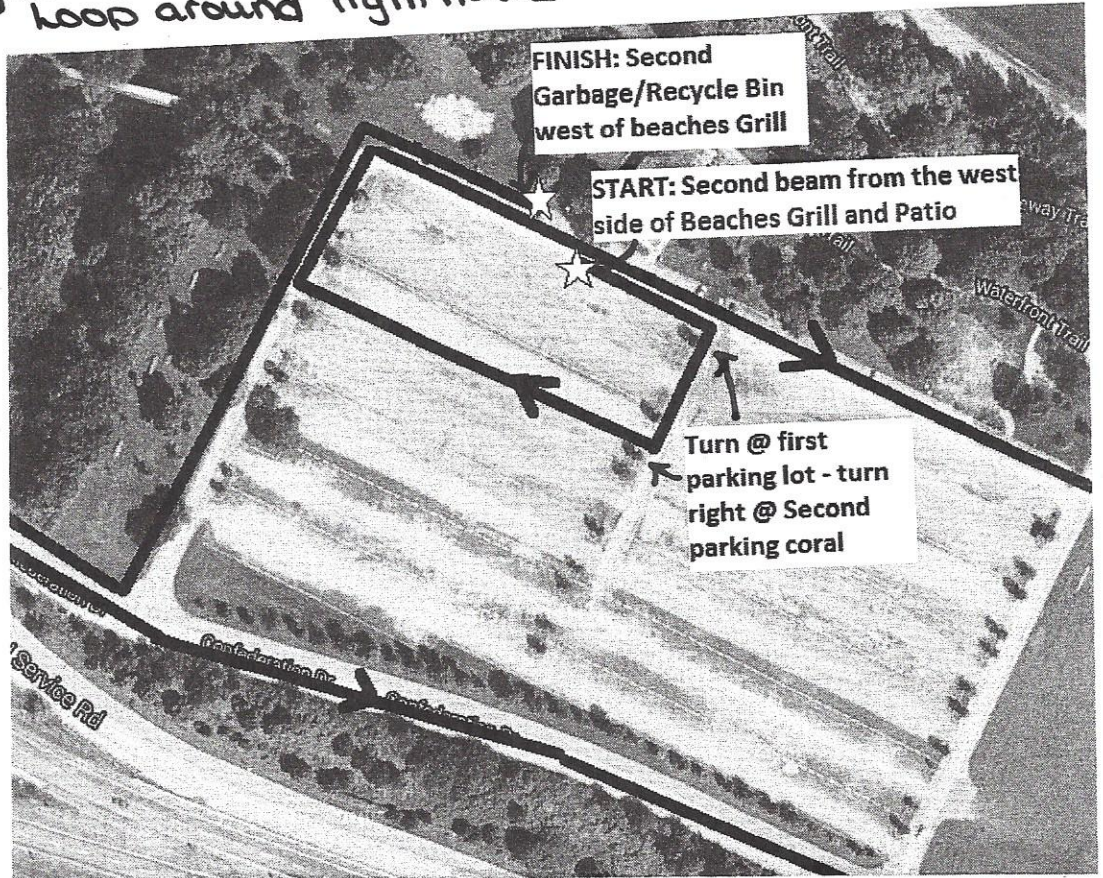 Loop around
FINISH: Second
Garbage/Recycle Bin
west of beaches Grill
START: Second beam from the west
side of Beaches Grill and Patio
Trail
Waterfront Trail
Turn @ first
parking lot - turn
right @ Second
parking coral
Confederation Dr
Service Rd